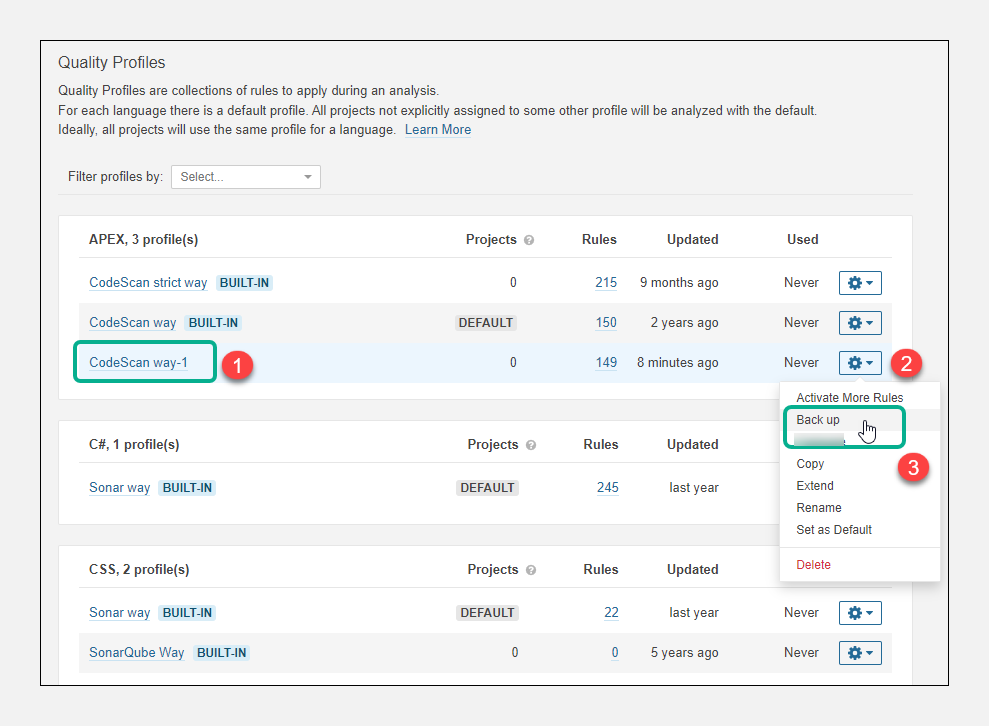 Quality Profiles
Quality Profiles are collections of rules to apply during an analysis.
For each language there is a default profile. All projects not explicitly assigned to some other profile will be analyzed with the default.
Ideally, all projects will use the same profile for a language. Learn More
Filter profiles by: Select...
APEX, 3 profile(s) Projects ? Rules Updated Used
CodeScan strict way BUILT-IN 0 215 9 months ago Never
CodeScan way BUILT-IN DEFAULT 150 2 years ago Never
CodeScan way-1 1 0 149 8 minutes ago Never 2
Activate More Rules
Back up
3
Copy
Extend
Rename
Set as Default
Delete
C#, 1 profile(s) Projects ? Rules Updated
Sonar way BUILT-IN DEFAULT 245 last year
CSS, 2 profile(s) Projects ? Rules Updated
Sonar way BUILT-IN DEFAULT 22 last year Never
SonarQube Way BUILT-IN 0 0 5 years ago Never